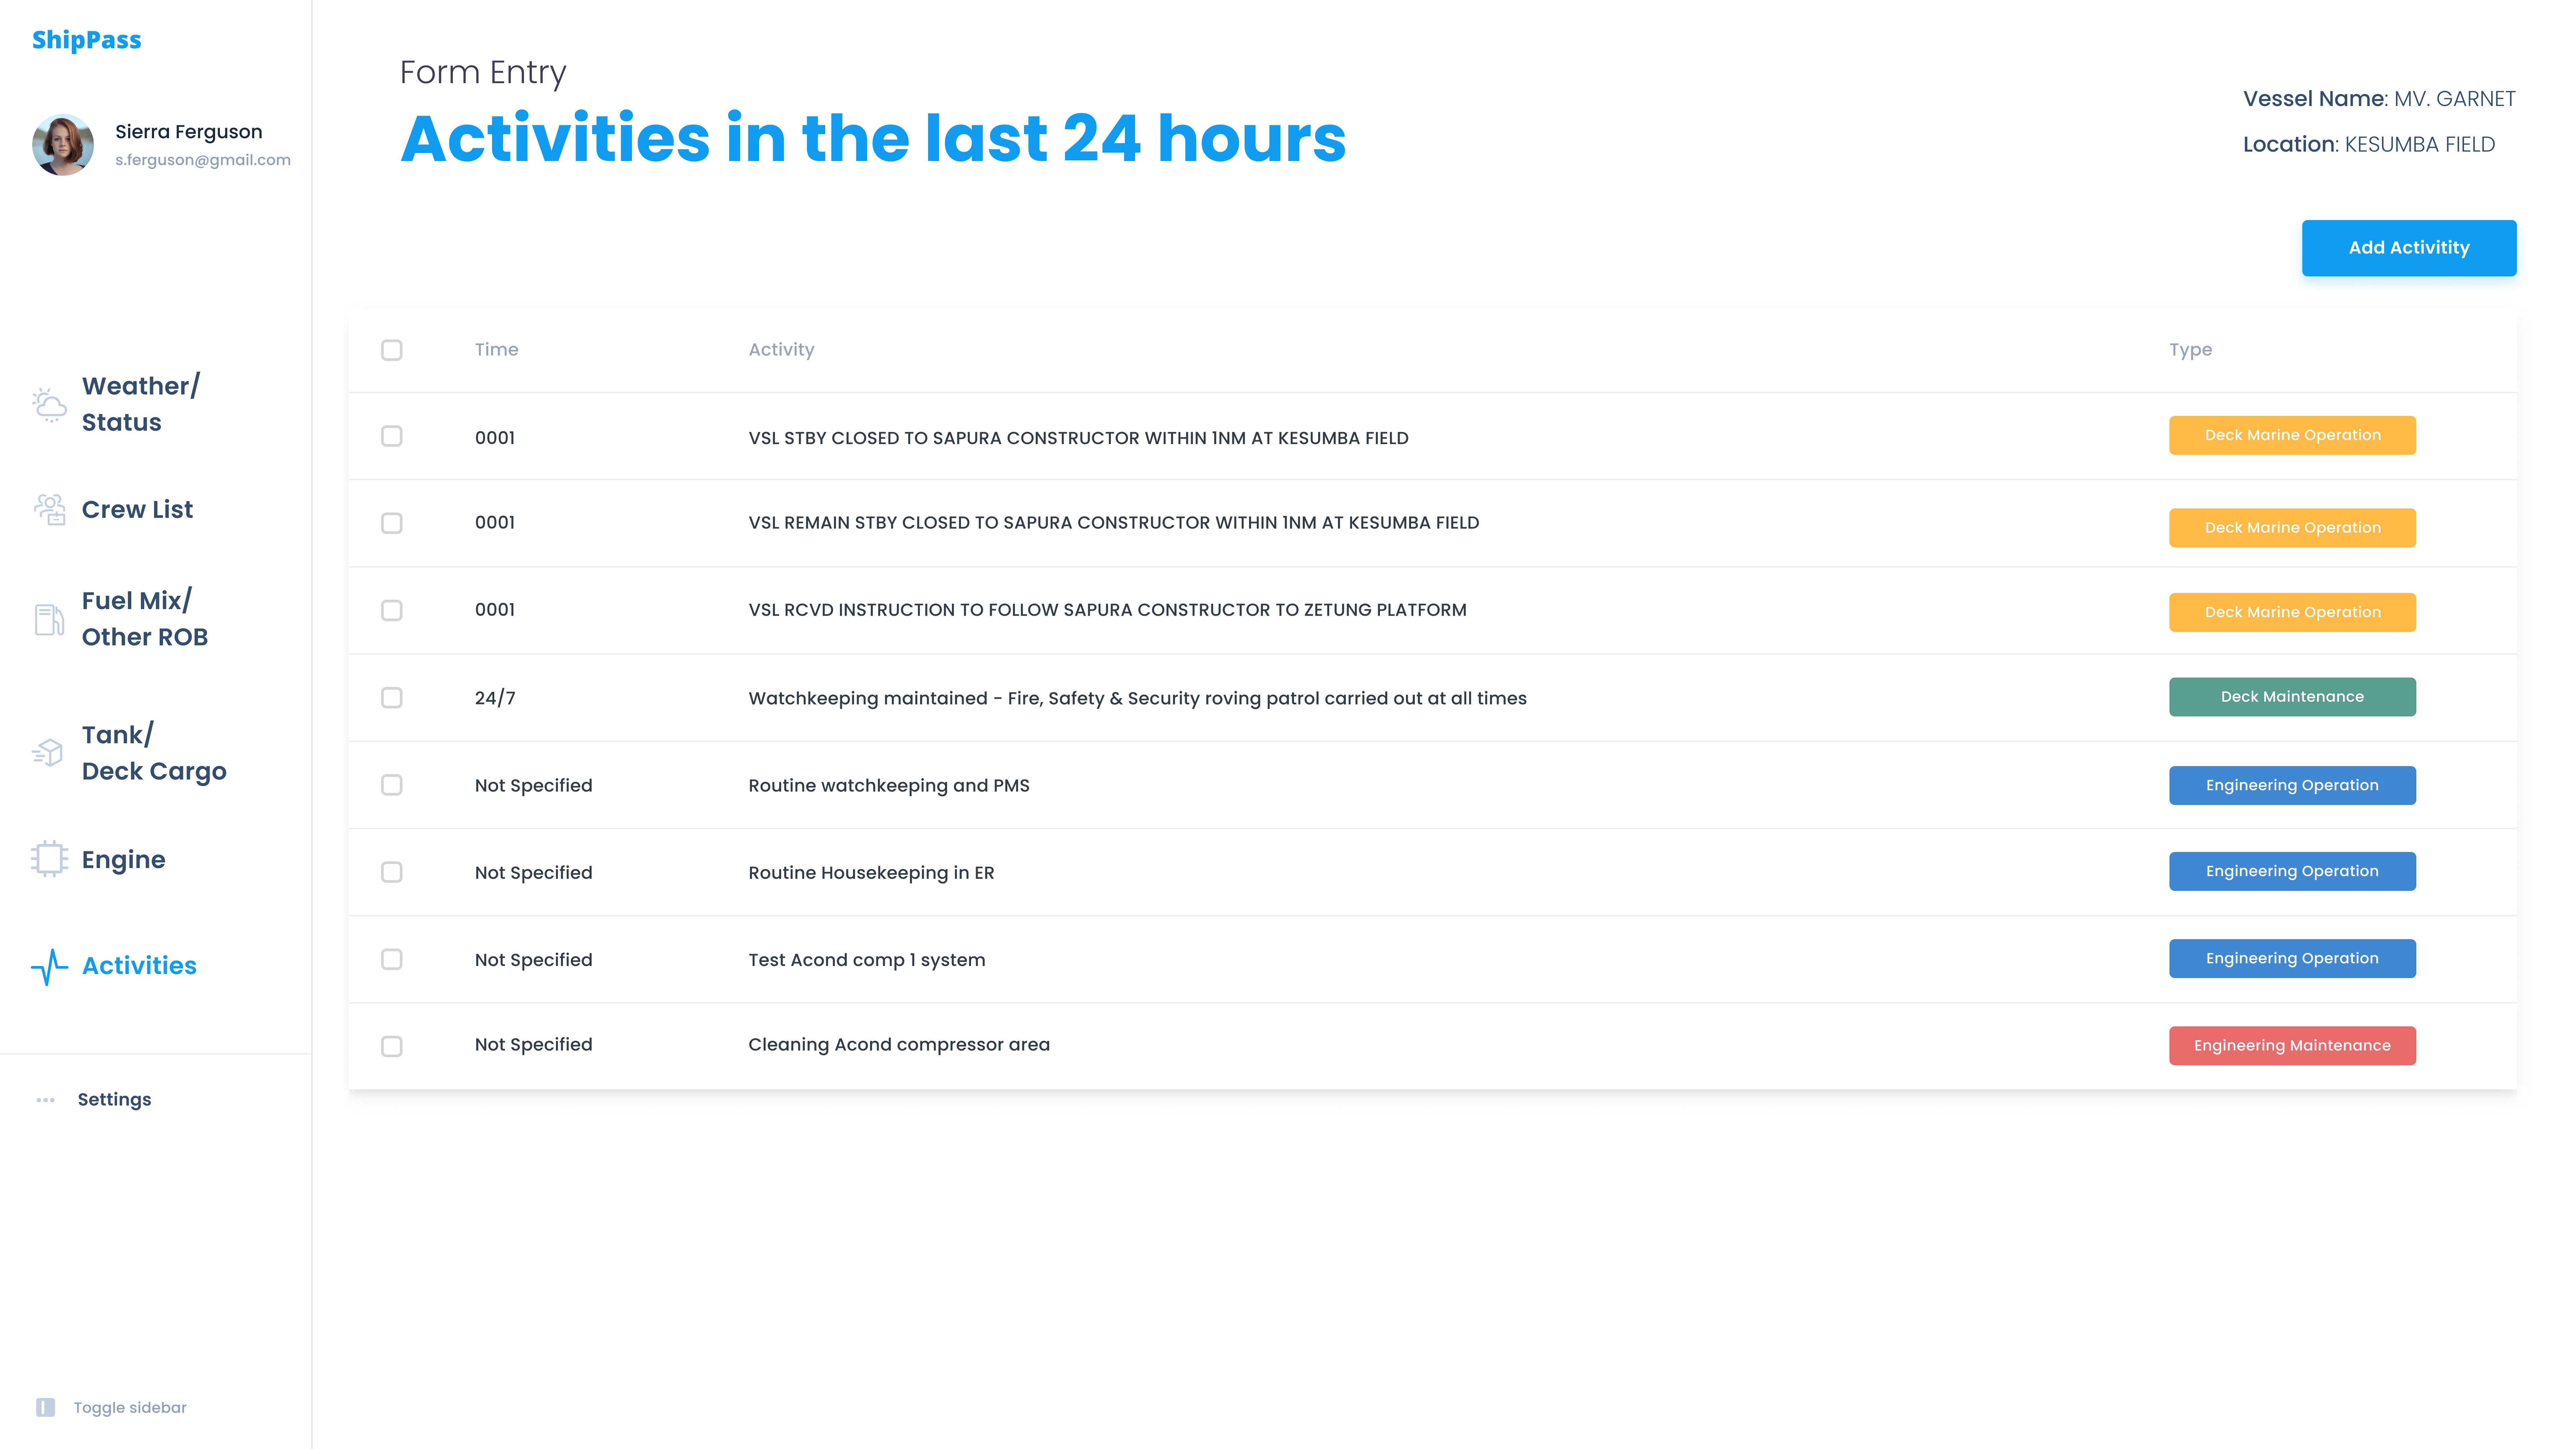 ShipPass
Sierra Ferguson
s.ferguson@gmail.com
Weather/
Status
Crew List
Fuel Mix/
Other ROB
Tank/
Deck Cargo
Engine
Activities
Settings
Toggle sidebar
Form Entry
Activities in the last 24 hours
Vessel Name: MV. GARNET
Location: KESUMBA FIELD
Add Activitity
Time Activity Type
0001 VSL STBY CLOSED TO SAPURA CONSTRUCTOR WITHIN 1NM AT KESUMBA FIELD Deck Marine Operation
0001 VSL REMAIN STBY CLOSED TO SAPURA CONSTRUCTOR WITHIN 1NM AT KESUMBA FIELD Deck Marine Operation
0001 VSL RCVD INSTRUCTION TO FOLLOW SAPURA CONSTRUCTOR TO ZETUNG PLATFORM Deck Marine Operation
24/7 Watchkeeping maintained - Fire, Safety & Security roving patrol carried out at all times Deck Maintenance
Not Specified Routine watchkeeping and PMS Engineering Operation
Not Specified Routine Housekeeping in ER Engineering Operation
Not Specified Test Acond comp 1 system Engineering Operation
Not Specified Cleaning Acond compressor area Engineering Maintenance